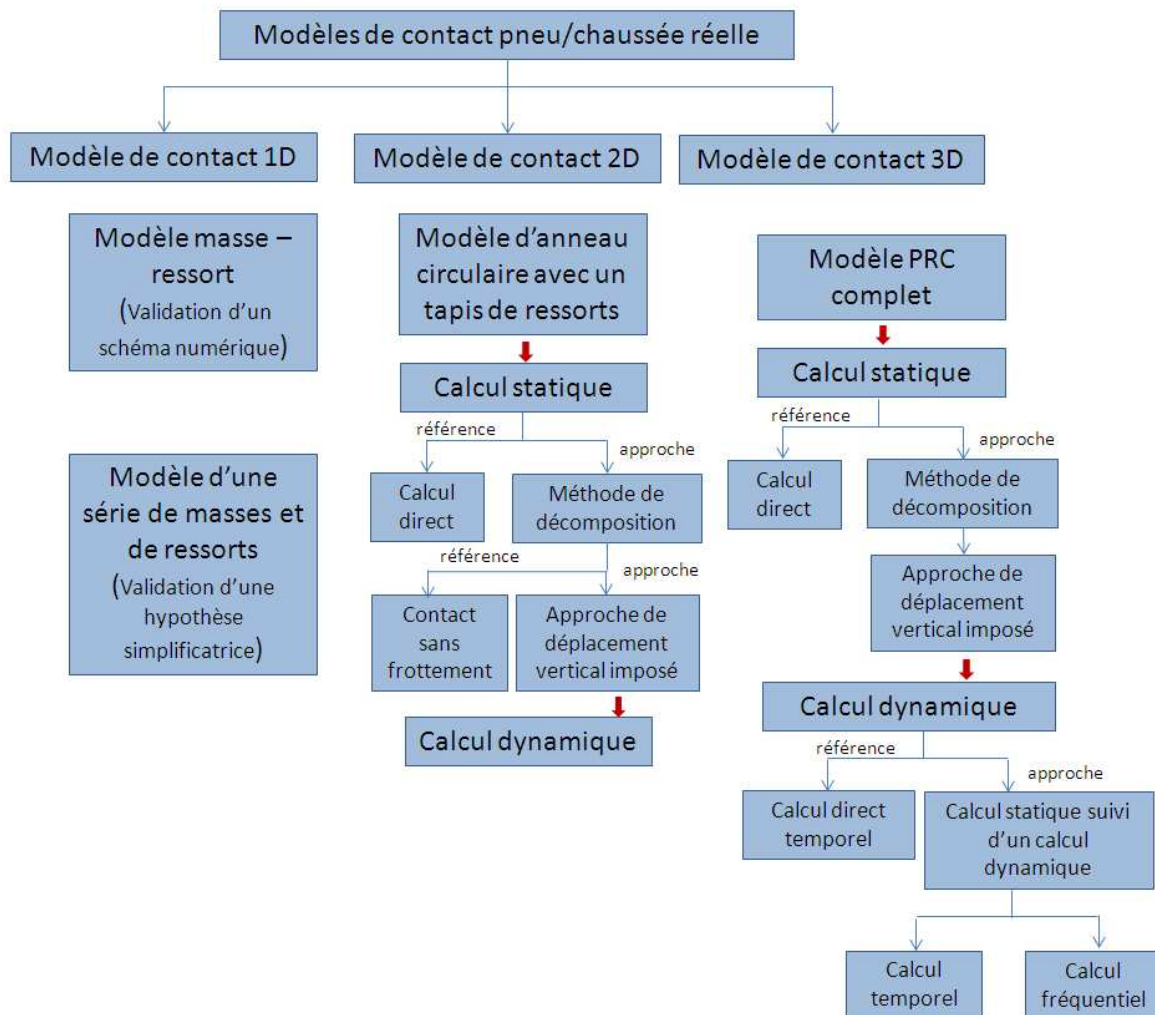 Modèles de contact pneu/chaussée réelle
Modèle de contact 1D
Modèle de contact 2D
Modèle de contact 3D
Modèle masse –
ressort
(Validation d'un
schéma numérique)
Modèle d'une
série de masses et
de ressorts
(Validation d'une
hypothèse
simplificatrice)
Modèle d'anneau
circulaire avec un
tapis de ressorts
Calcul statique
référence
approche
Calcul
direct
Méthode de
décomposition
référence
approche
Contact
sans
frottement
Approche de
déplacement
vertical imposé
Calcul dynamique
Modèle PRC
complet
Calcul statique
référence
approche
Calcul
direct
Méthode de
décomposition
Approche de
déplacement
vertical imposé
Calcul dynamique
référence
approche
Calcul direct
temporel
Calcul statique suivi
d'un calcul
dynamique
Calcul
temporel
Calcul
fréquentiel